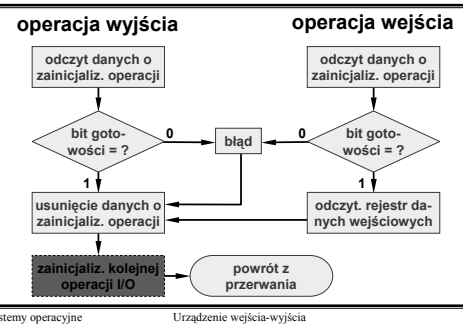 operacja wyjścia
operacja wejścia
odczyt danych o
zainicjaliz. operacji
odczyt danych o
zainicjaliz. operacji
bit goto-
wości = ?
0
błąd
0
bit goto-
wości = ?
1
1
usunięcie danych o
zainicjaliz. operacji
odczyt. rejestr da-
nych wejściowych
zainicjaliz. kolejnej
operacji I/O
powrót z
przerwania
stemy operacyjne
Urządzenie wejścia-wyjścia